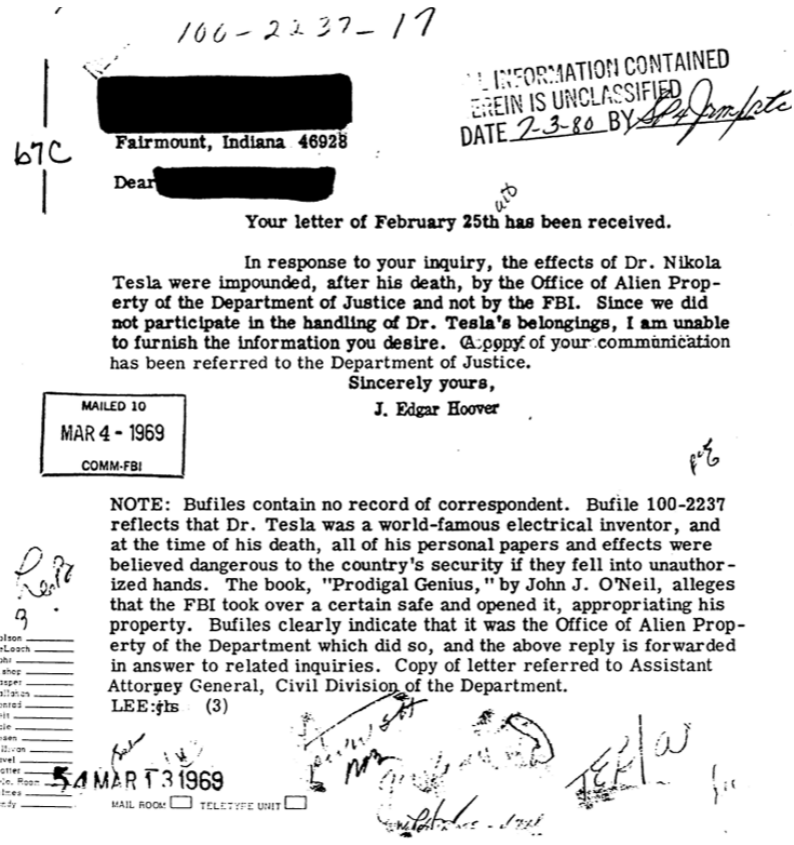 100-2237-17
INFORMATION CONTAINED
HEREIN IS UNCLASSIFIED
DATE 7-3-80 BY
b7C
Fairmount, Indiana 46928
Dear
Your letter of February 25th has been received.
In response to your inquiry, the effects of Dr. Nikola
Tesla were impounded, after his death, by the Office of Alien Prop-
erty of the Department of Justice and not by the FBI. Since we did
not participate in the handling of Dr. Tesla's belongings, I am unable
to furnish the information you desire. A copy of your communication
has been referred to the Department of Justice.
Sincerely yours,
J. Edgar Hoover
MAILED 10
MAR 4 - 1969
COMM-FBI
NOTE: Bufiles contain no record of correspondent. Bufile 100-2237
reflects that Dr. Tesla was a world-famous electrical inventor, and
at the time of his death, all of his personal papers and effects were
believed dangerous to the country's security if they fell into unauthor-
ized hands. The book, "Prodigal Genius," by John J. O'Neil, alleges
that the FBI took over a certain safe and opened it, appropriating his
property. Bufiles clearly indicate that it was the Office of Alien Prop-
erty of the Department which did so, and the above reply is forwarded
in answer to related inquiries. Copy of letter referred to Assistant
Attorney General, Civil Division of the Department.
LEE: (3)
54 MAR 13 1969
MAIL ROOM TELETYPE UNIT